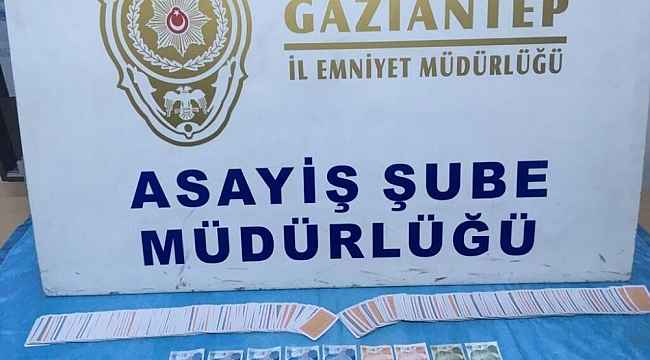 GAZİANTEP
İL EMNİYET MÜDÜRLÜĞÜ
ASAYİŞ ŞUBE
MÜDÜRLÜĞÜ